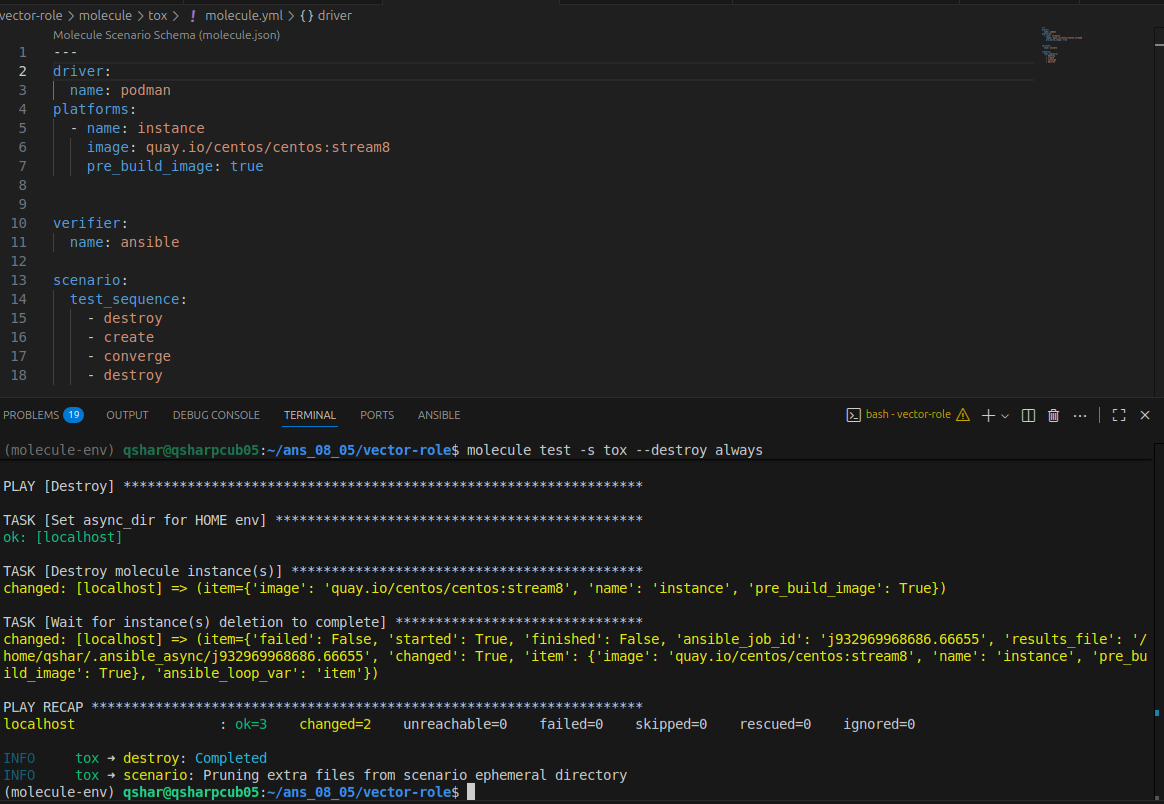 vector-role > molecule > tox > ! molecule.yml > {} driver
Molecule Scenario Schema (molecule.json)
1 ---
2 driver:
3   name: podman
4 platforms:
5   - name: instance
6     image: quay.io/centos/centos:stream8
7     pre_build_image: true
8
9
10 verifier:
11   name: ansible
12
13 scenario:
14   test_sequence:
15     - destroy
16     - create
17     - converge
18     - destroy
PROBLEMS 19 OUTPUT DEBUG CONSOLE TERMINAL PORTS ANSIBLE bash - vector-role
(molecule-env) qshar@qsharpcub05:~/ans_08_05/vector-role$ molecule test -s tox --destroy always
PLAY [Destroy] *****************************************************************
TASK [Set async_dir for HOME env] **********************************************
ok: [localhost]
TASK [Destroy molecule instance(s)] ********************************************
changed: [localhost] => (item={'image': 'quay.io/centos/centos:stream8', 'name': 'instance', 'pre_build_image': True})
TASK [Wait for instance(s) deletion to complete] *******************************
changed: [localhost] => (item={'failed': False, 'started': True, 'finished': False, 'ansible_job_id': 'j932969968686.66655', 'results_file': '/
home/qshar/.ansible_async/j932969968686.66655', 'changed': True, 'item': {'image': 'quay.io/centos/centos:stream8', 'name': 'instance', 'pre_bu
ild_image': True}, 'ansible_loop_var': 'item'})
PLAY RECAP *********************************************************************
localhost                  : ok=3    changed=2    unreachable=0    failed=0    skipped=0    rescued=0    ignored=0
INFO     tox ➜ destroy: Completed
INFO     tox ➜ scenario: Pruning extra files from scenario ephemeral directory
(molecule-env) qshar@qsharpcub05:~/ans_08_05/vector-role$